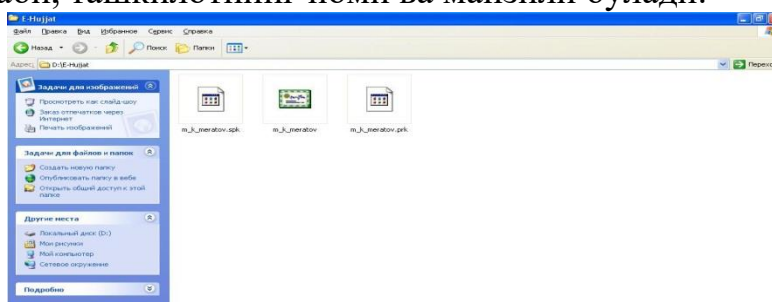 ташкилотнинг номи ва манзили бўлади.
E-Hujjat
Файл Правка Вид Избранное Сервис Справка
Назад Поиск Папки
Адрес: D:\E-Hujjat Переход
Задачи для изображений
Просмотреть как слайд-шоу
Заказ отпечатков через
Интернет
Печать изображений
m_k_meratov.spk m_k_meratov m_k_meratov.prk
Задачи для файлов и папок
Создать новую папку
Опубликовать папку в вебе
Открыть общий доступ к этой
папке
Другие места
Локальный диск (D:)
Мои рисунки
Мой компьютер
Сетевое окружение
Подробно